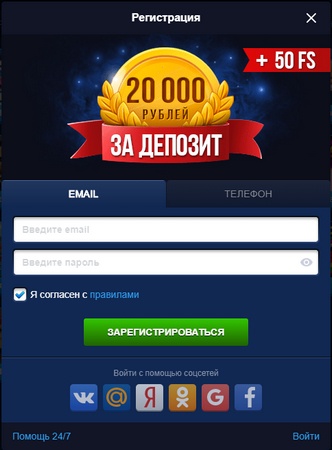 Регистрация
+ 50 FS
20 000
РУБЛЕЙ
ЗА ДЕПОЗИТ
EMAIL
ТЕЛЕФОН
Введите email
Введите пароль
Я согласен с правилами
ЗАРЕГИСТРИРОВАТЬСЯ
Войти с помощью соцсетей
Помощь 24/7
Войти